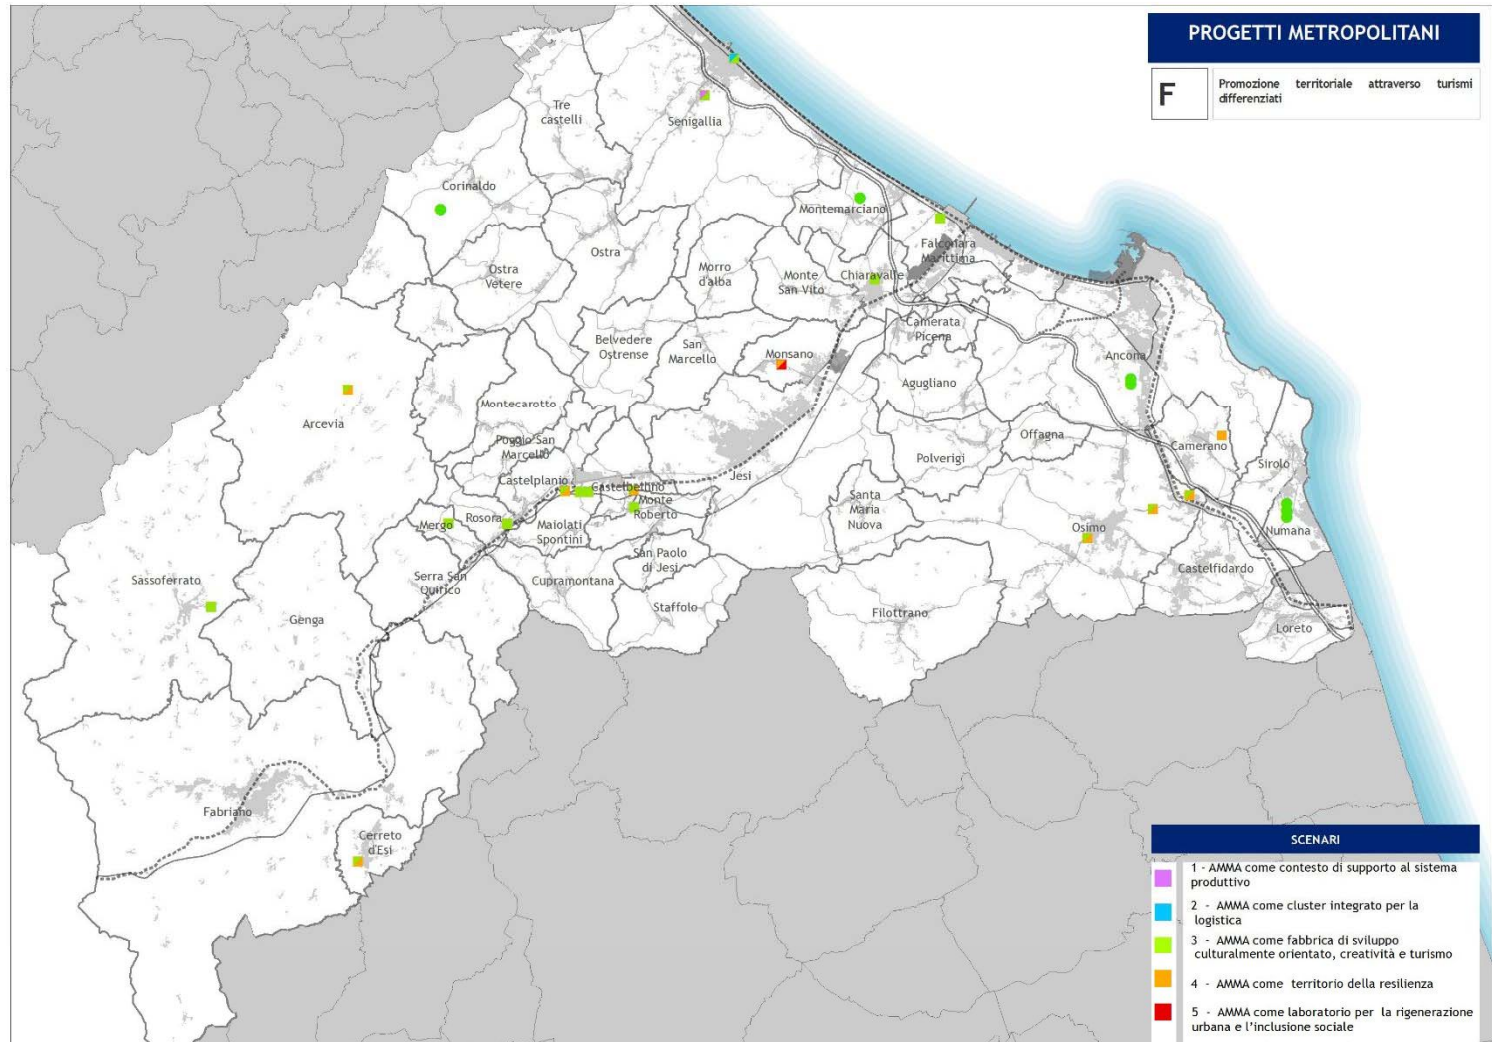 PROGETTI METROPOLITANI
F
Promozione territoriale attraverso turismi
differenziati
Tre
castelli
Senigallia
Corinaldo
Montemarciano
Ostra
Ostra
Vetere
Morro
d'alba
Monte
San Vito
Chiaravalle
Falconara
Marittima
Belvedere
Ostrense
San
Marcello
Monsano
Camerata
Picena
Ancona
Agugliano
Arcevia
Montecarotto
Poggio San
Marcello
Offagna
Camerano
Polverigi
Sirolo
Castelplanio
Castelbellino
Jesi
Monte
Roberto
Santa
Maria
Nuova
Mergo
Rosora
Maiolati
Spontini
Osimo
Numana
San Paolo
di Jesi
Castelfidardo
Sassoferrato
Serra San
Quirico
Cupramontana
Staffolo
Genga
Filottrano
Loreto
Fabriano
Cerreto
d'Esi
SCENARI
1 - AMMA come contesto di supporto al sistema
produttivo
2 - AMMA come cluster integrato per la
logistica
3 - AMMA come fabbrica di sviluppo
culturalmente orientato, creatività e turismo
4 - AMMA come territorio della resilienza
5 - AMMA come laboratorio per la rigenerazione
urbana e l'inclusione sociale